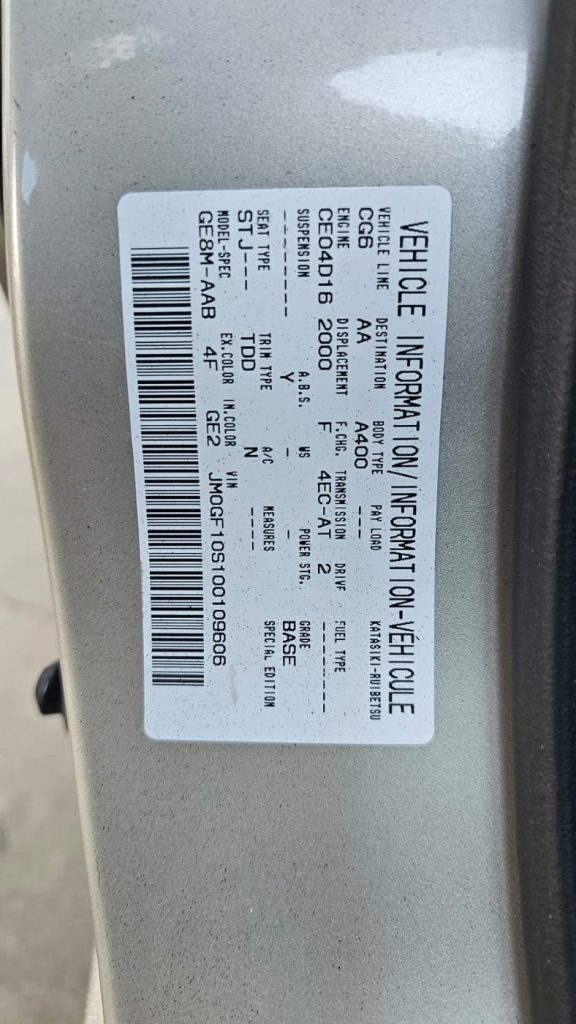 VEHICLE INFORMATION/INFORMATION-VÉHICULE
VEHICLE LINE DESTINATION BODY TYPE PAY LOAD KATASIKI-RUIBETSU
CG6 AA A400 ---
ENGINE DISPLACEMENT F.CHG. TRANSMISSION DRIVE FUEL TYPE
CE04D16 2000 F 4EC-AT 2 --------
SUSPENSION A.B.S. WS POWER STG. GRADE
-------- Y - - BASE
SEAT TYPE TRIM TYPE A/C MEASURES SPECIAL EDITION
STJ--- TDD N ----
MODEL-SPEC EX.COLOR IN.COLOR VIN
GE8M-AAB 4F GE2 JM0GF10S100109606